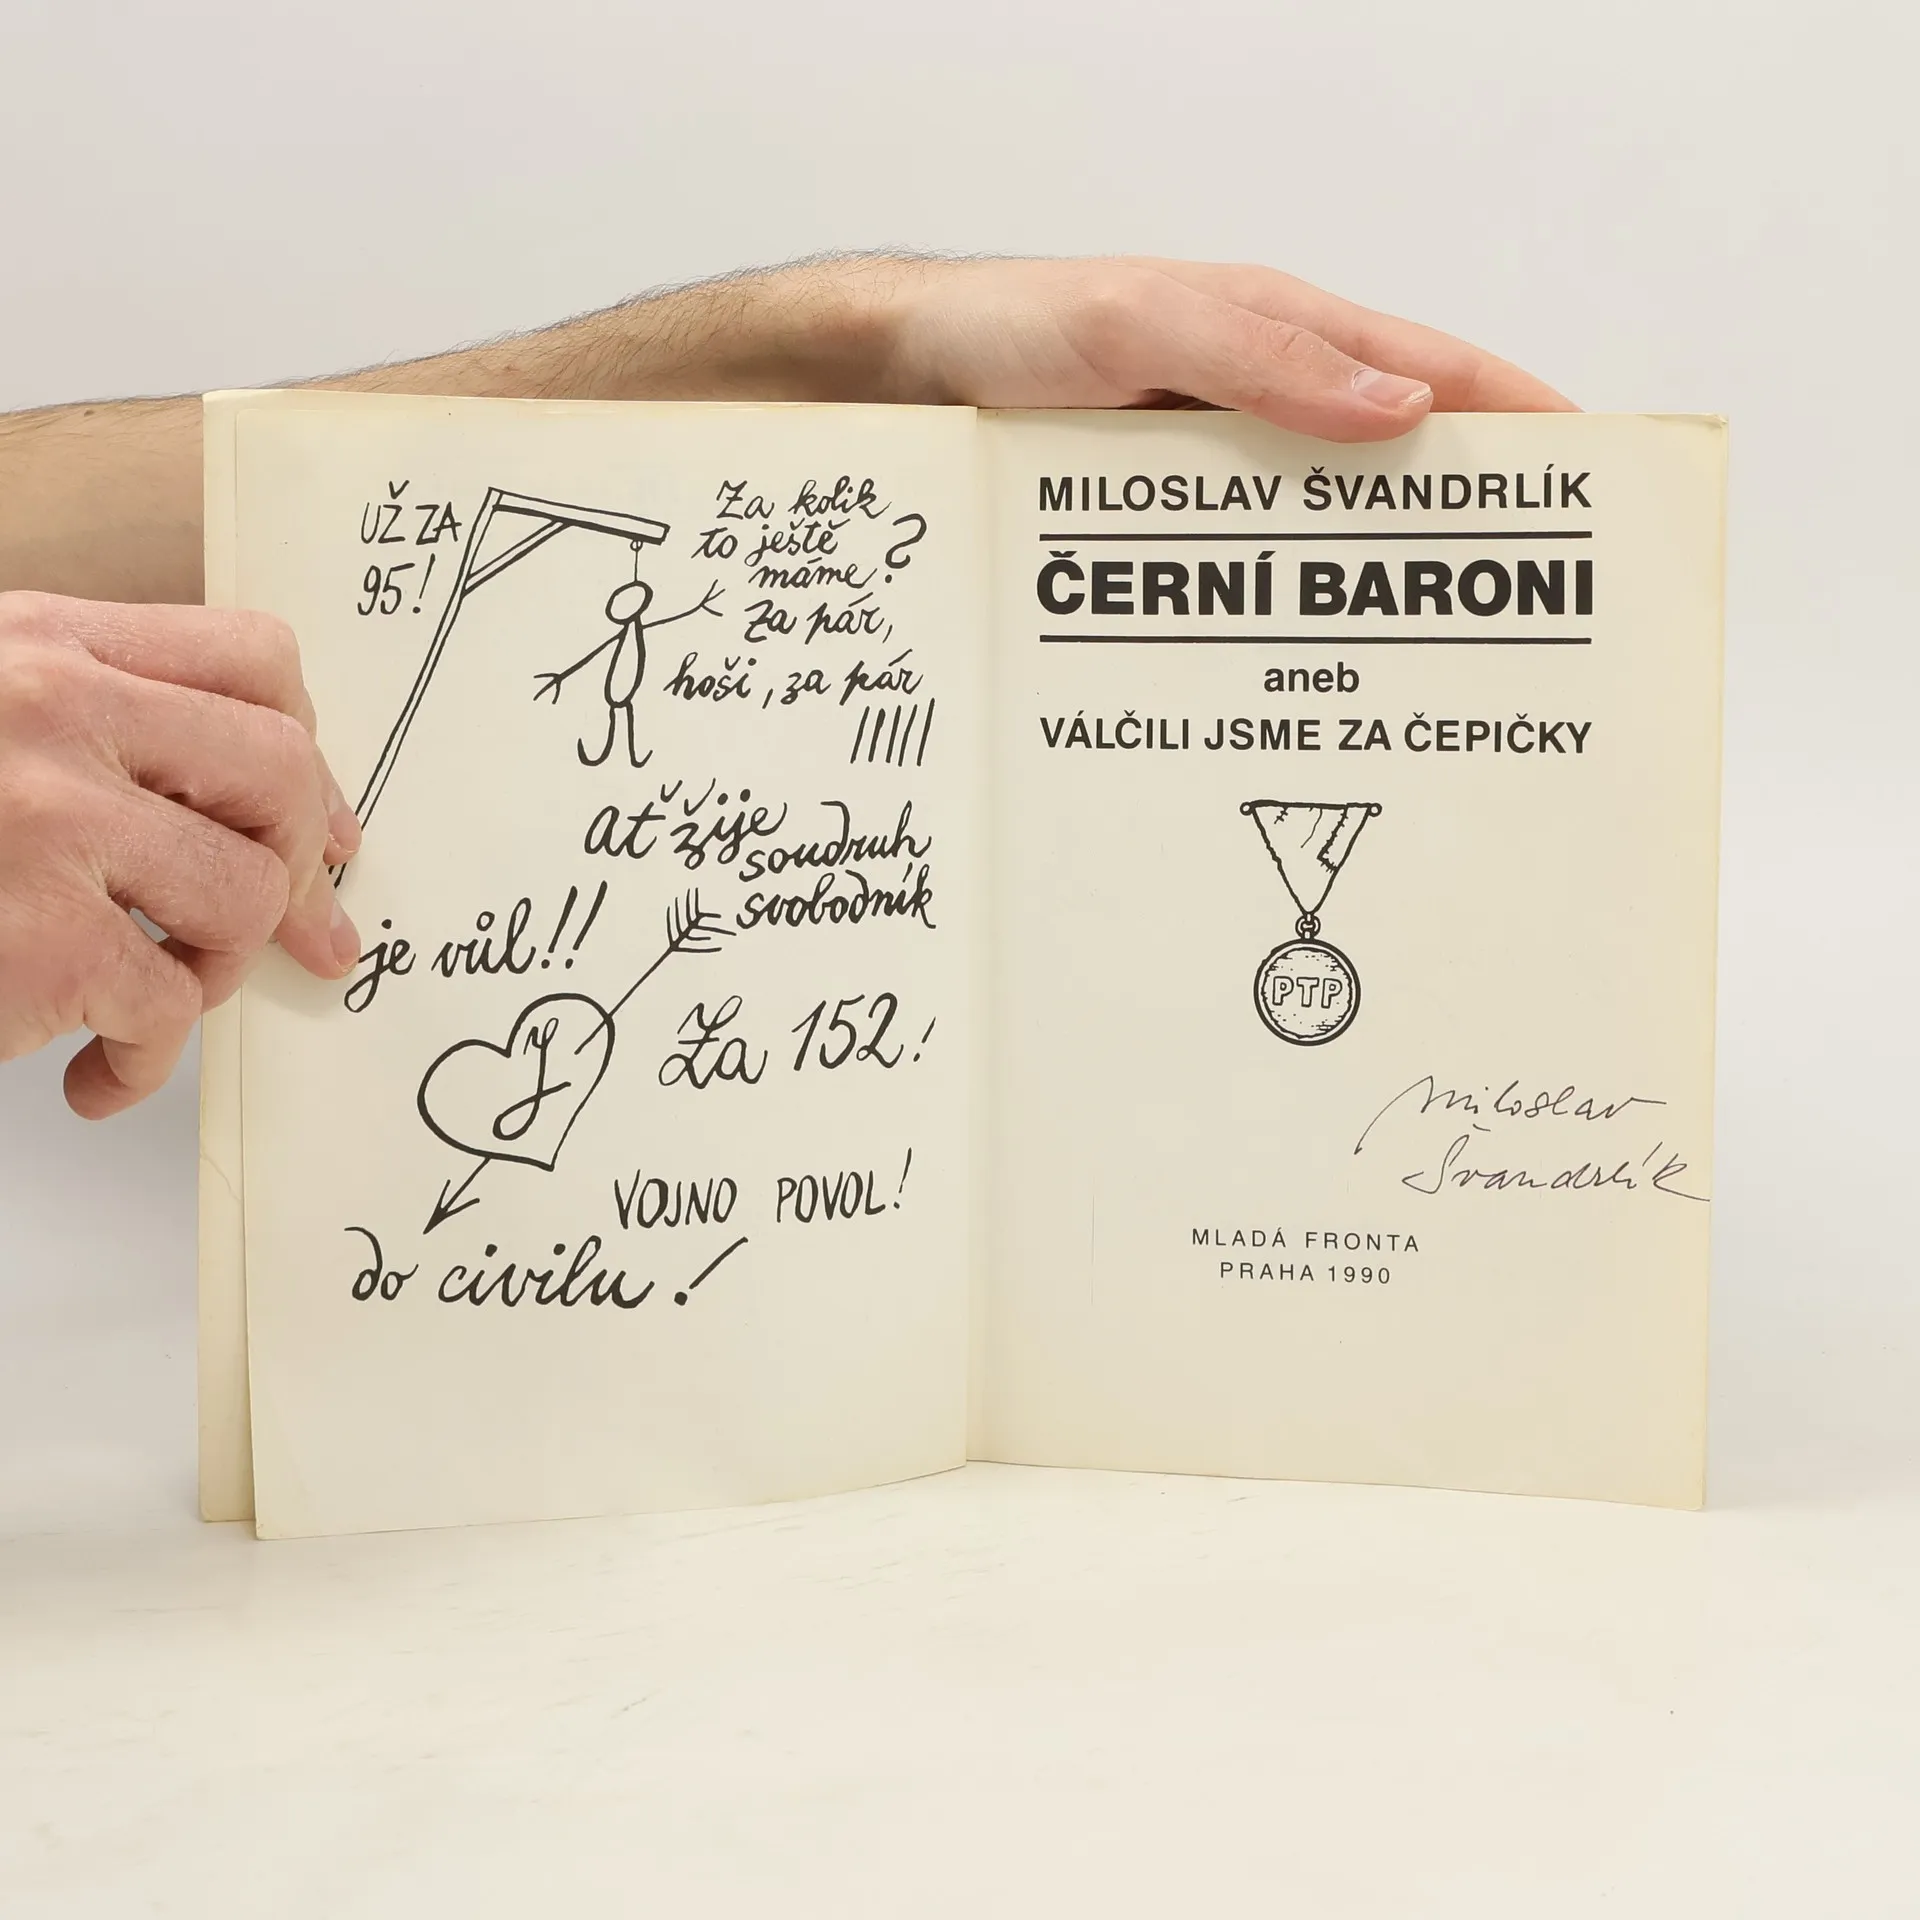 UŽ ZA
95!
Za kolik
to ještě
máme?
Za pár,
hoši, za pár
ať žije
soudruh
svobodník
je vůl!!
Y
Za 152!
VOJNO POVOL!
do civilu!
MILOSLAV ŠVANDRLÍK
ČERNÍ BARONI
aneb
VÁLČILI JSME ZA ČEPIČKY
PTP
Miloslav
Švandrlík
MLADÁ FRONTA
PRAHA 1990